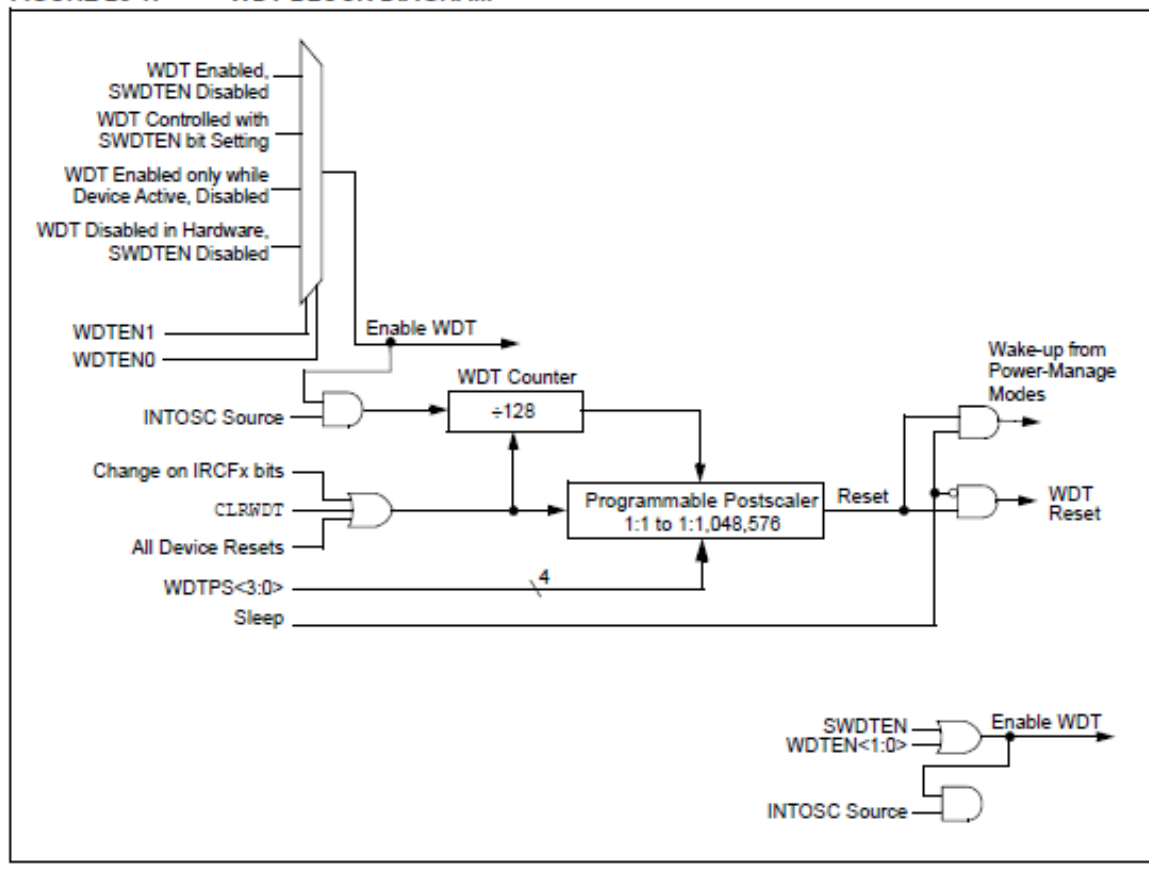 WDT Enabled,
SWDTEN Disabled
WDT Controlled with
SWDTEN bit Setting
WDT Enabled only while
Device Active, Disabled
WDT Disabled in Hardware,
SWDTEN Disabled
WDTEN1
WDTEN0
Enable WDT
WDT Counter
INTOSC Source
÷128
Wake-up from
Power-Manage
Modes
Change on IRCFx bits
CLRWDT
All Device Resets
Programmable Postscaler
1:1 to 1:1,048,576
Reset
WDT
Reset
WDTPS<3:0>
4
Sleep
SWDTEN
WDTEN<1:0>
Enable WDT
INTOSC Source